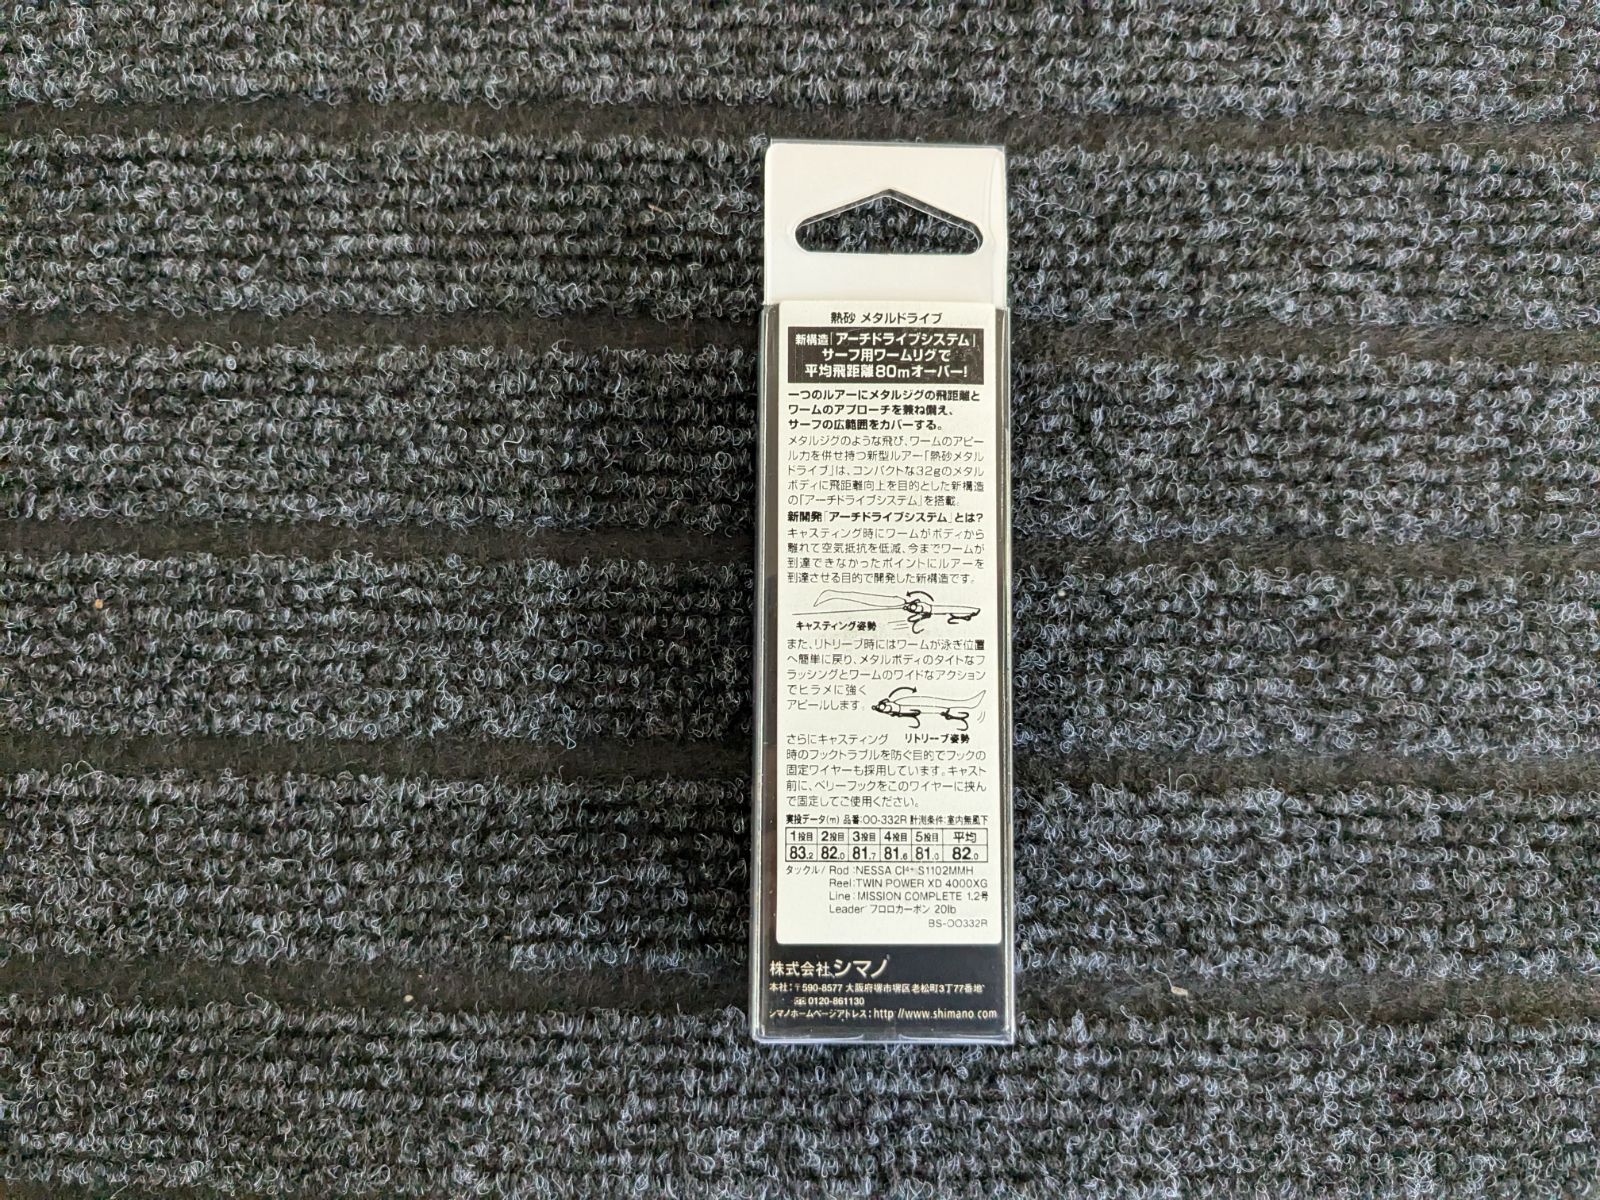 熱砂 メタルドライブ
新構造「アーチドライブシステム」
サーフ用ワームリグで
平均飛距離80mオーバー!
一つのルアーにメタルジグの飛距離と
ワームのアプローチを兼ね備え、
サーフの広範囲をカバーする。
メタルジグのような飛び、ワームのアピー
ル力を併せ持つ新型ルアー「熱砂メタル
ドライブ」は、コンパクトな32gのメタル
ボディに飛距離向上を目的とした新構造
の「アーチドライブシステム」を搭載。
新開発「アーチドライブシステム」とは?
キャスティング時にワームがボディから
離れて空気抵抗を低減、今までワームが
到達できなかったポイントにルアーを
到達させる目的で開発した新構造です。
キャスティング姿勢
また、リトリーブ時にはワームが泳ぎ位置
へ簡単に戻り、メタルボディのタイトなフ
ラッシングとワームのワイドなアクション
でヒラメに強く
アピールします。
リトリーブ姿勢
さらにキャスティング
時のフックトラブルを防ぐ目的でフックの
固定ワイヤーも採用しています。キャスト
前に、ベリーフックをこのワイヤーに挟ん
で固定してご使用ください。
実投データ(m) 品番:OO-332R 計測条件:室内無風下
1投目 2投目 3投目 4投目 5投目 平均
83.2 82.0 81.7 81.6 81.0 82.0
タックル/ Rod :NESSA CI4+ S1102MMH
Reel:TWIN POWER XD 4000XG
Line:MISSION COMPLETE 1.2号
Leader フロロカーボン 20lb
BS-OO332R
株式会社シマノ
本社:〒590-8577 大阪府堺市堺区老松町3丁77番地
0120-861130
シマノホームページアドレス:http://www.shimano.com